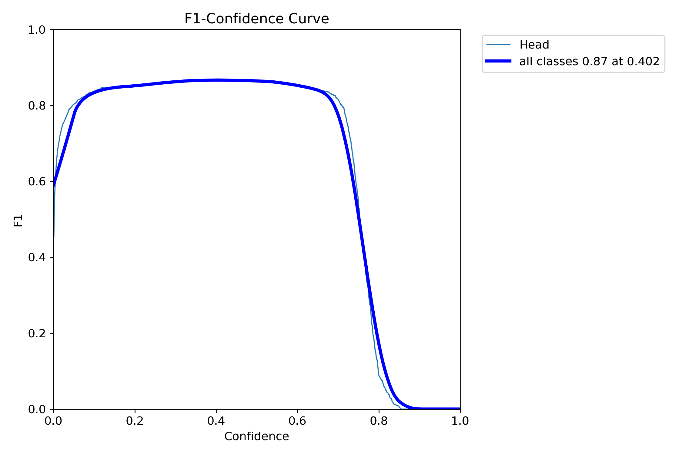 F1-Confidence Curve
Head
all classes 0.87 at 0.402
1.0
0.8
0.6
0.4
0.2
0.0
F1
0.0 0.2 0.4 0.6 0.8 1.0
Confidence